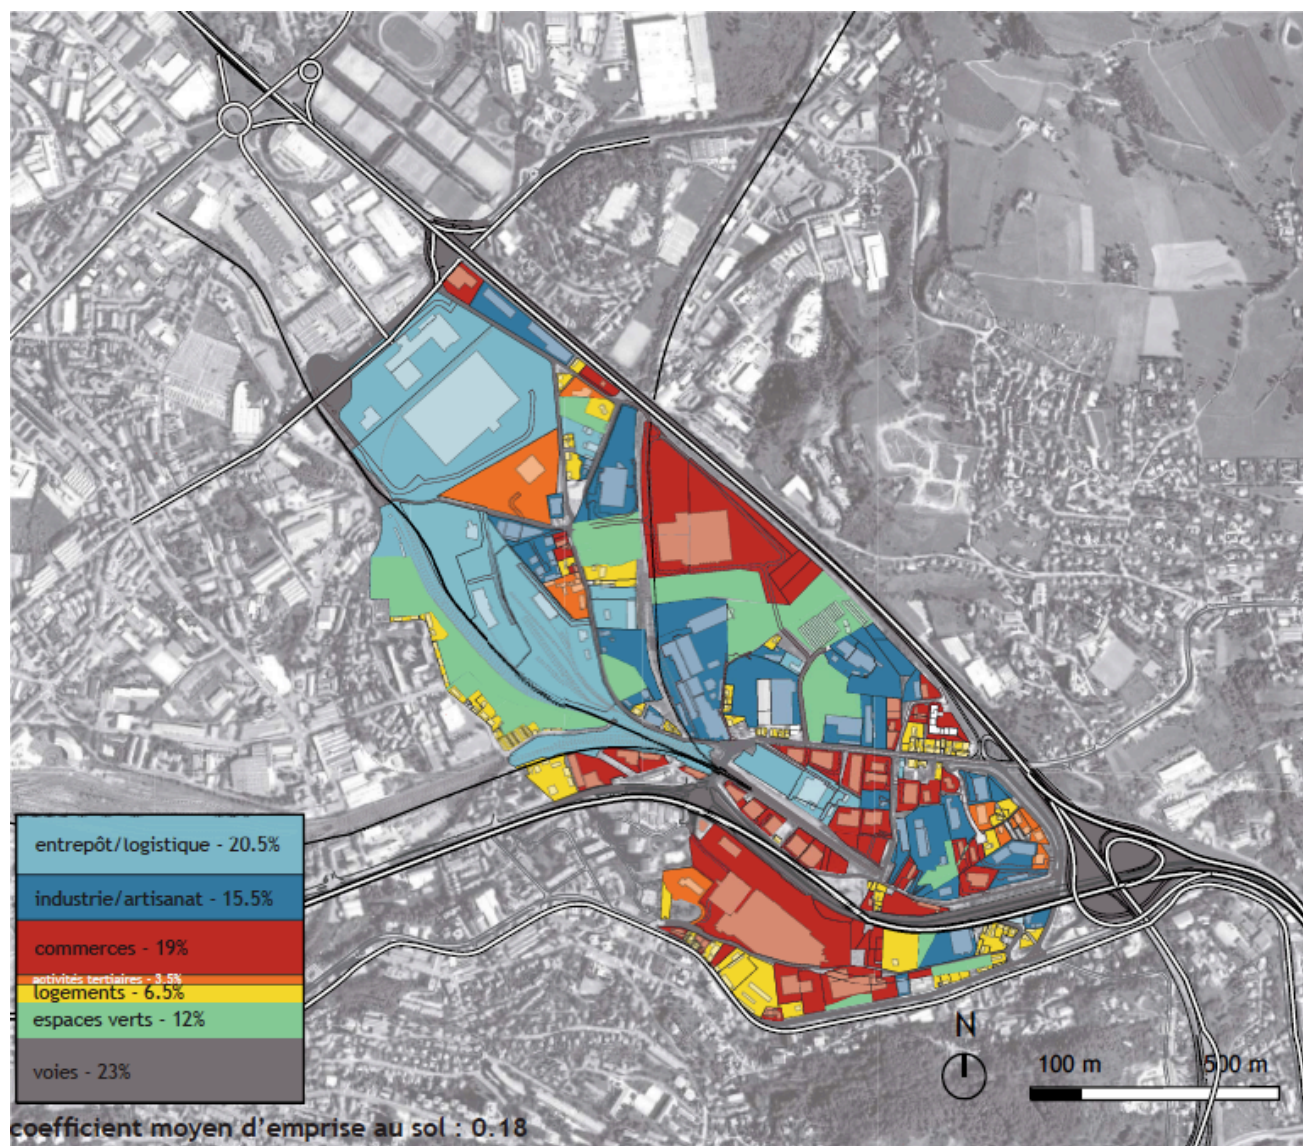 entrepôt/logistique - 20.5%
industrie/artisanat - 15.5%
commerces - 19%
activités tertiaires - 3.5%
logements - 6.5%
espaces verts - 12%
voies - 23%
N
100 m 500 m
coefficient moyen d'emprise au sol : 0.18